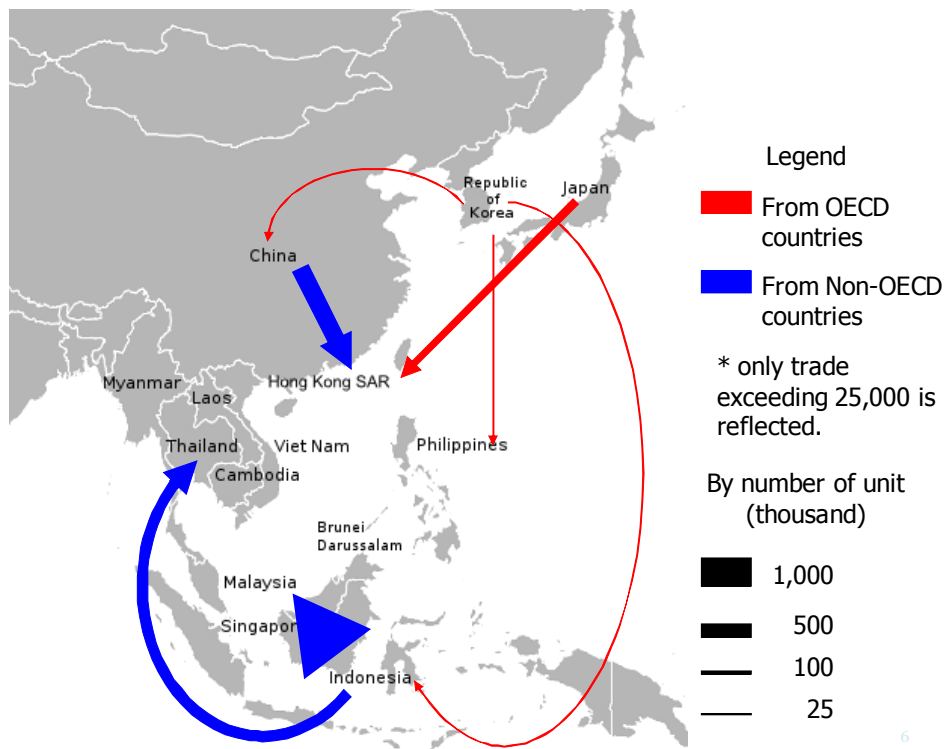 Republic
of
Korea
Japan
China
Myanmar
Laos
Hong Kong SAR
Thailand
Viet Nam
Cambodia
Philippines
Brunei
Darussalam
Malaysia
Singapor
Indonesia
Legend
From OECD
countries
From Non-OECD
countries
* only trade
exceeding 25,000 is
reflected.
By number of unit
(thousand)
1,000
500
100
25
6